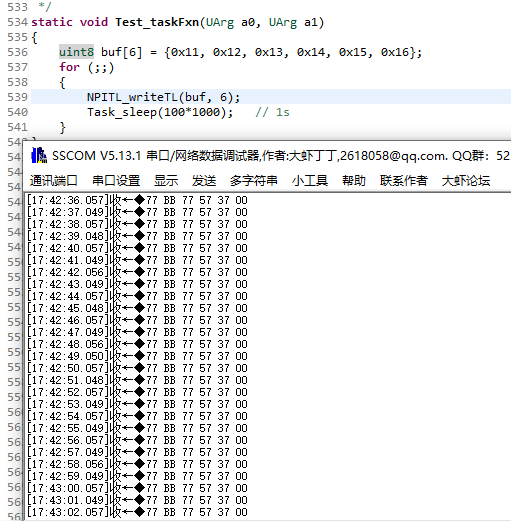 533 */
534 static void Test_taskFxn(UArg a0, UArg a1)
535 {
536 uint8 buf[6] = {0x11, 0x12, 0x13, 0x14, 0x15, 0x16};
537 for (;;)
538 {
539 NPITL_writeTL(buf, 6);
540 Task_sleep(100*1000); // 1s
541 }
SSCOM V5.13.1 串口/网络数据调试器,作者:大虾丁丁,2618058@qq.com. QQ群: 52
通讯端口 串口设置 显示 发送 多字符串 小工具 帮助 联系作者 大虾论坛
[17:42:36.057]收←◆77 BB 77 57 37 00
[17:42:37.049]收←◆77 BB 77 57 37 00
[17:42:38.057]收←◆77 BB 77 57 37 00
[17:42:39.048]收←◆77 BB 77 57 37 00
[17:42:40.057]收←◆77 BB 77 57 37 00
[17:42:41.049]收←◆77 BB 77 57 37 00
[17:42:42.056]收←◆77 BB 77 57 37 00
[17:42:43.049]收←◆77 BB 77 57 37 00
[17:42:44.057]收←◆77 BB 77 57 37 00
[17:42:45.048]收←◆77 BB 77 57 37 00
[17:42:46.057]收←◆77 BB 77 57 37 00
[17:42:47.049]收←◆77 BB 77 57 37 00
[17:42:48.056]收←◆77 BB 77 57 37 00
[17:42:49.050]收←◆77 BB 77 57 37 00
[17:42:50.057]收←◆77 BB 77 57 37 00
[17:42:51.048]收←◆77 BB 77 57 37 00
[17:42:52.057]收←◆77 BB 77 57 37 00
[17:42:53.049]收←◆77 BB 77 57 37 00
[17:42:54.057]收←◆77 BB 77 57 37 00
[17:42:55.049]收←◆77 BB 77 57 37 00
[17:42:56.057]收←◆77 BB 77 57 37 00
[17:42:57.049]收←◆77 BB 77 57 37 00
[17:42:58.056]收←◆77 BB 77 57 37 00
[17:42:59.049]收←◆77 BB 77 57 37 00
[17:43:00.057]收←◆77 BB 77 57 37 00
[17:43:01.049]收←◆77 BB 77 57 37 00
[17:43:02.057]收←◆77 BB 77 57 37 00